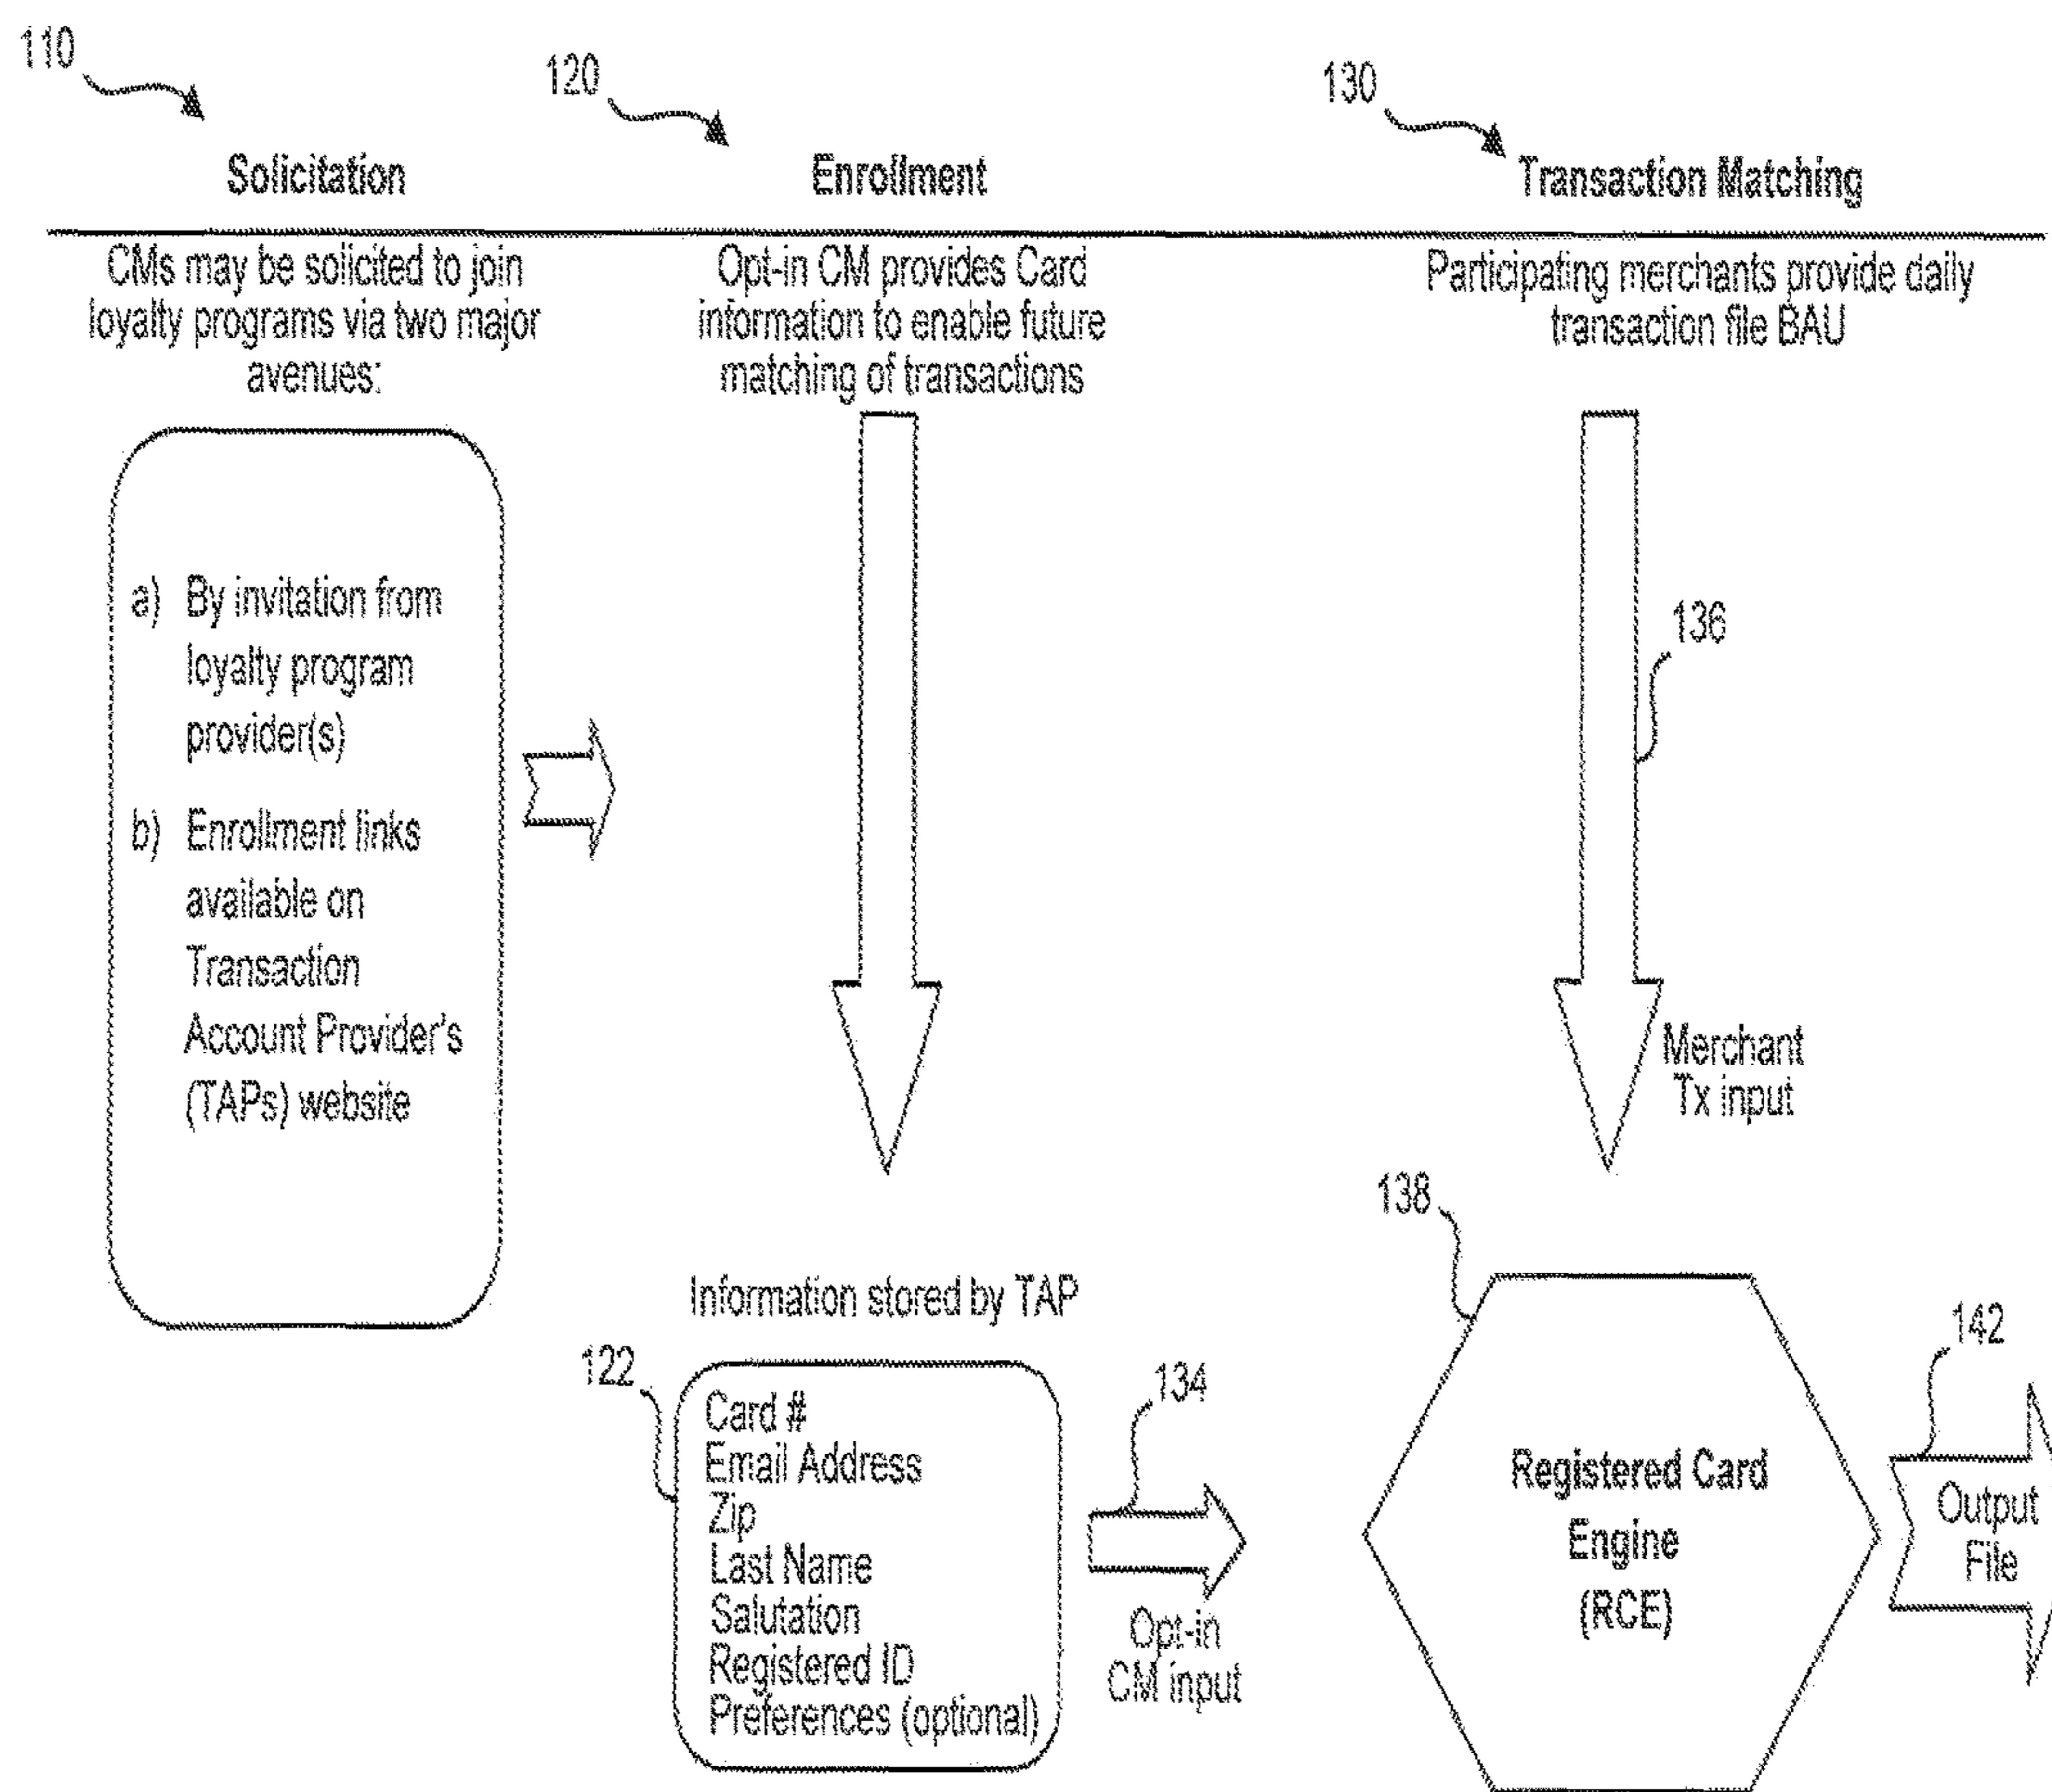 110
120
130
Solicitation
Enrollment
Transaction Matching
CMs may be solicited to join
loyalty programs via two major
avenues:
Opt-in CM provides Card
information to enable future
matching of transactions
Participating merchants provide daily
transaction file BAU
a) By invitation from
loyalty program
provider(s)
b) Enrollment links
available on
Transaction
Account Provider's
(TAPs) website
136
Merchant
Tx input
Information stored by TAP
122
Card #
Email Address
Zip
Last Name
Salutation
Registered ID
Preferences (optional)
134
Opt-in
CM input
138
Registered Card
Engine
(RCE)
142
Output
File